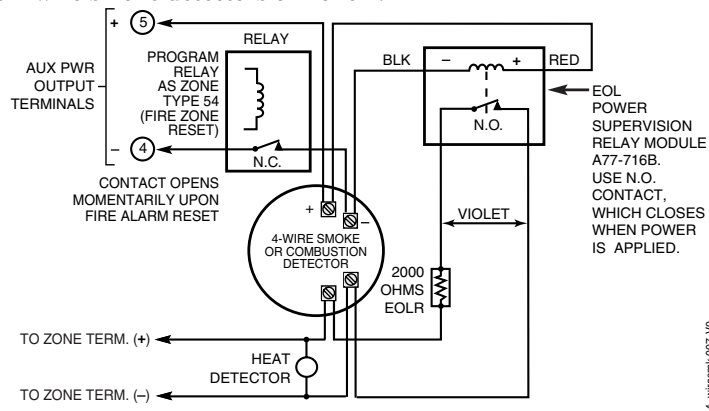 + 5
AUX PWR
OUTPUT
TERMINALS
– 4
RELAY
PROGRAM
RELAY
AS ZONE
TYPE 54
(FIRE ZONE
RESET)
N.C.
CONTACT OPENS
MOMENTARILY UPON
FIRE ALARM RESET
BLK
– +
RED
N.O.
EOL
POWER
SUPERVISION
RELAY MODULE
A77-716B.
USE N.O.
CONTACT,
WHICH CLOSES
WHEN POWER
IS APPLIED.
+ –
4-WIRE SMOKE
OR COMBUSTION
DETECTOR
VIOLET
2000
OHMS
EOLR
TO ZONE TERM. (+)
HEAT
DETECTOR
TO ZONE TERM. (–)